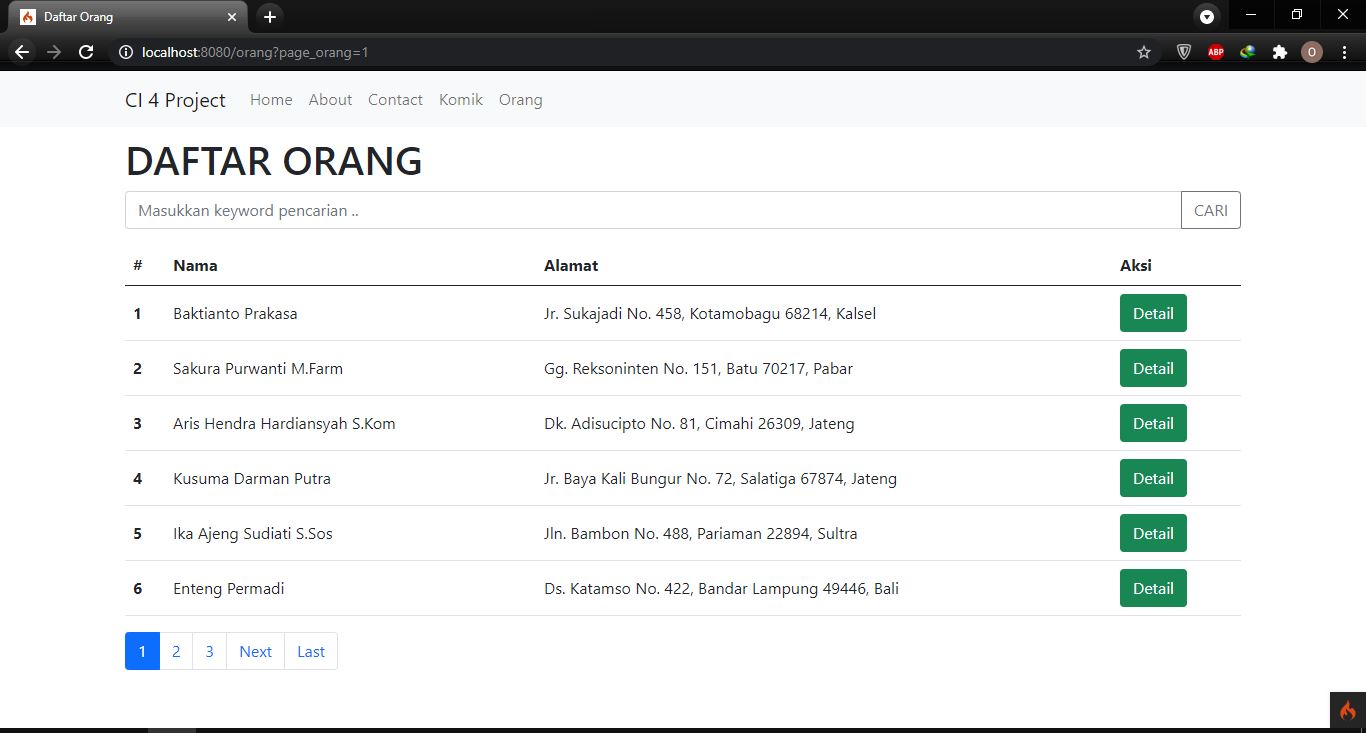 Daftar Orang
localhost:8080/orang?page_orang=1
ABP
O
CI 4 Project Home About Contact Komik Orang
DAFTAR ORANG
Masukkan keyword pencarian .. CARI
# Nama Alamat Aksi
1 Baktianto Prakasa Jr. Sukajadi No. 458, Kotamobagu 68214, Kalsel Detail
2 Sakura Purwanti M.Farm Gg. Reksoninten No. 151, Batu 70217, Pabar Detail
3 Aris Hendra Hardiansyah S.Kom Dk. Adisucipto No. 81, Cimahi 26309, Jateng Detail
4 Kusuma Darman Putra Jr. Baya Kali Bungur No. 72, Salatiga 67874, Jateng Detail
5 Ika Ajeng Sudiati S.Sos Jln. Bambon No. 488, Pariaman 22894, Sultra Detail
6 Enteng Permadi Ds. Katamso No. 422, Bandar Lampung 49446, Bali Detail
1 2 3 Next Last